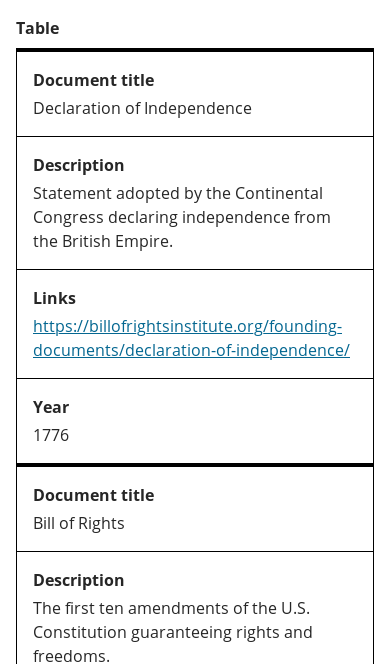 Table
Document title
Declaration of Independence
Description
Statement adopted by the Continental
Congress declaring independence from
the British Empire.
Links
https://billofrightsinstitute.org/founding-
documents/declaration-of-independence/
Year
1776
Document title
Bill of Rights
Description
The first ten amendments of the U.S.
Constitution guaranteeing rights and
freedoms.